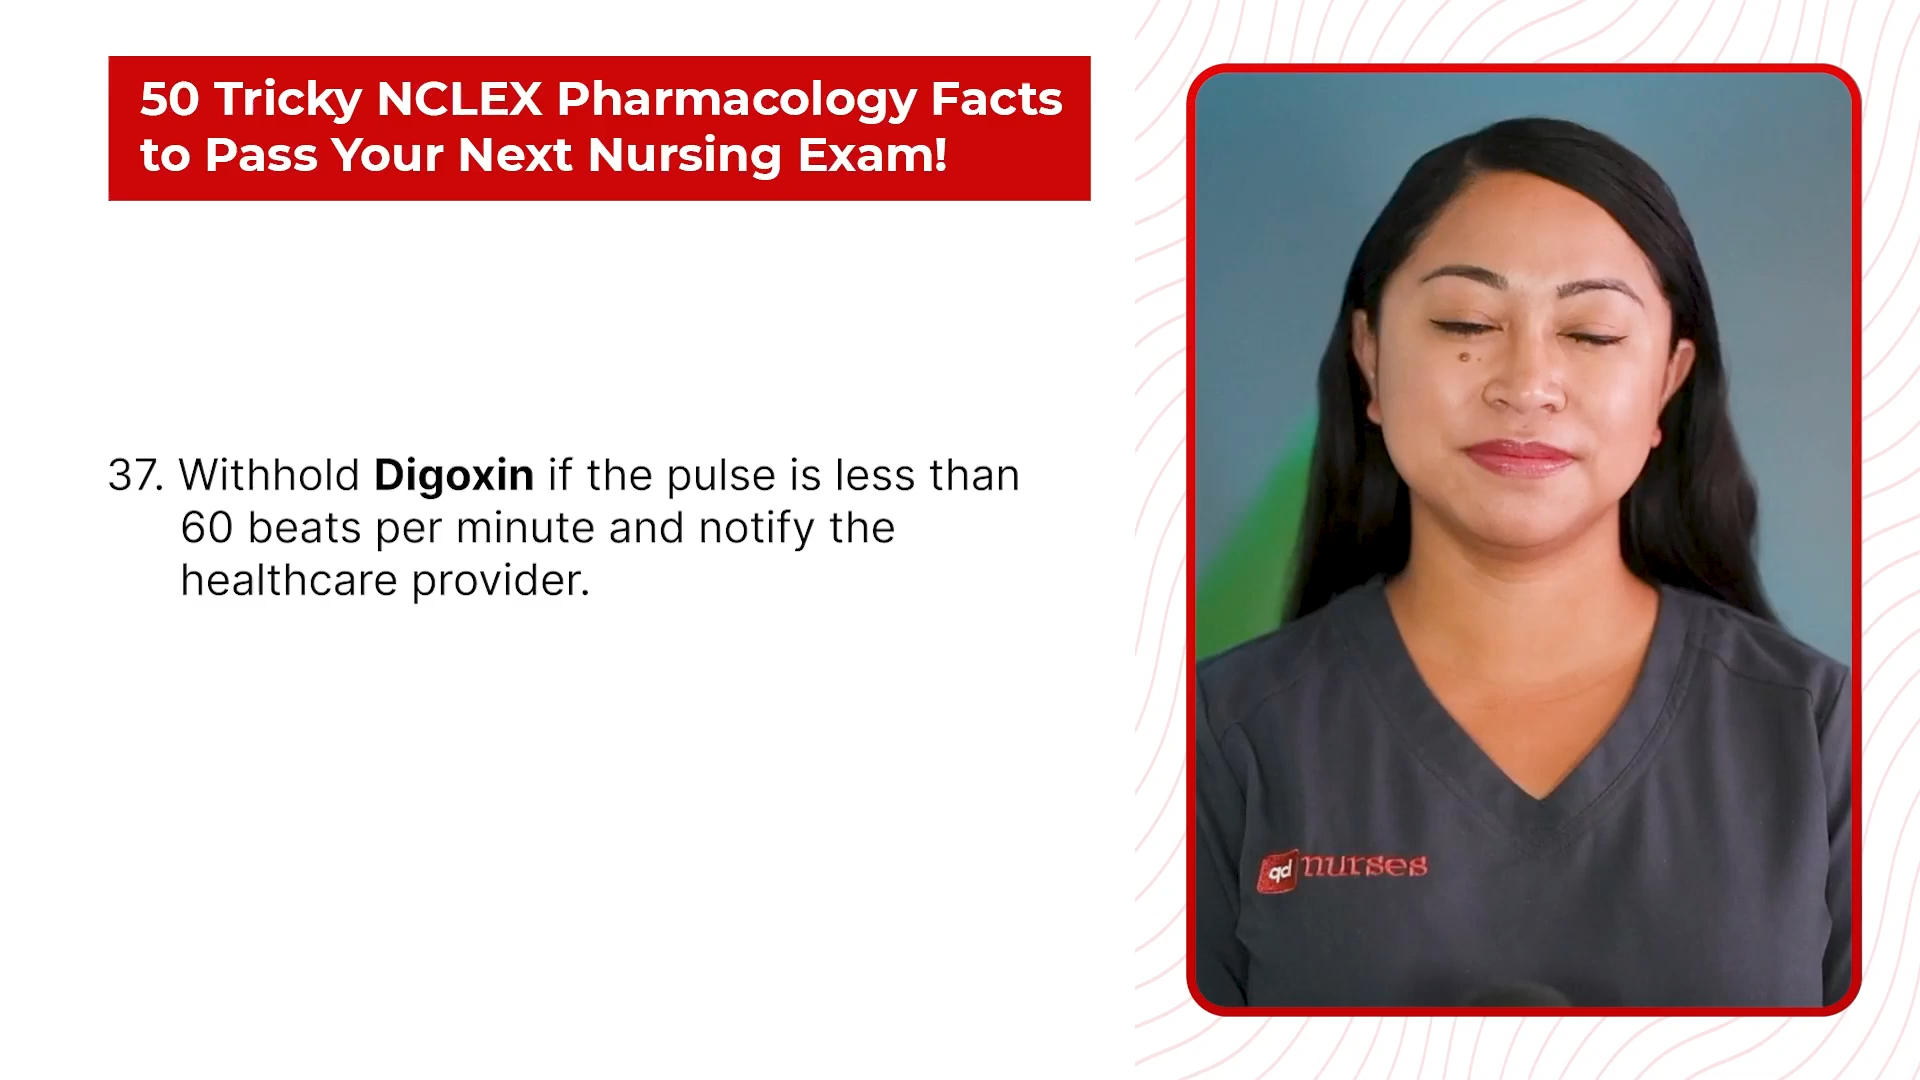 50 Tricky NCLEX Pharmacology Facts
to Pass Your Next Nursing Exam!
37. Withhold Digoxin if the pulse is less than
60 beats per minute and notify the
healthcare provider.
qd nurses